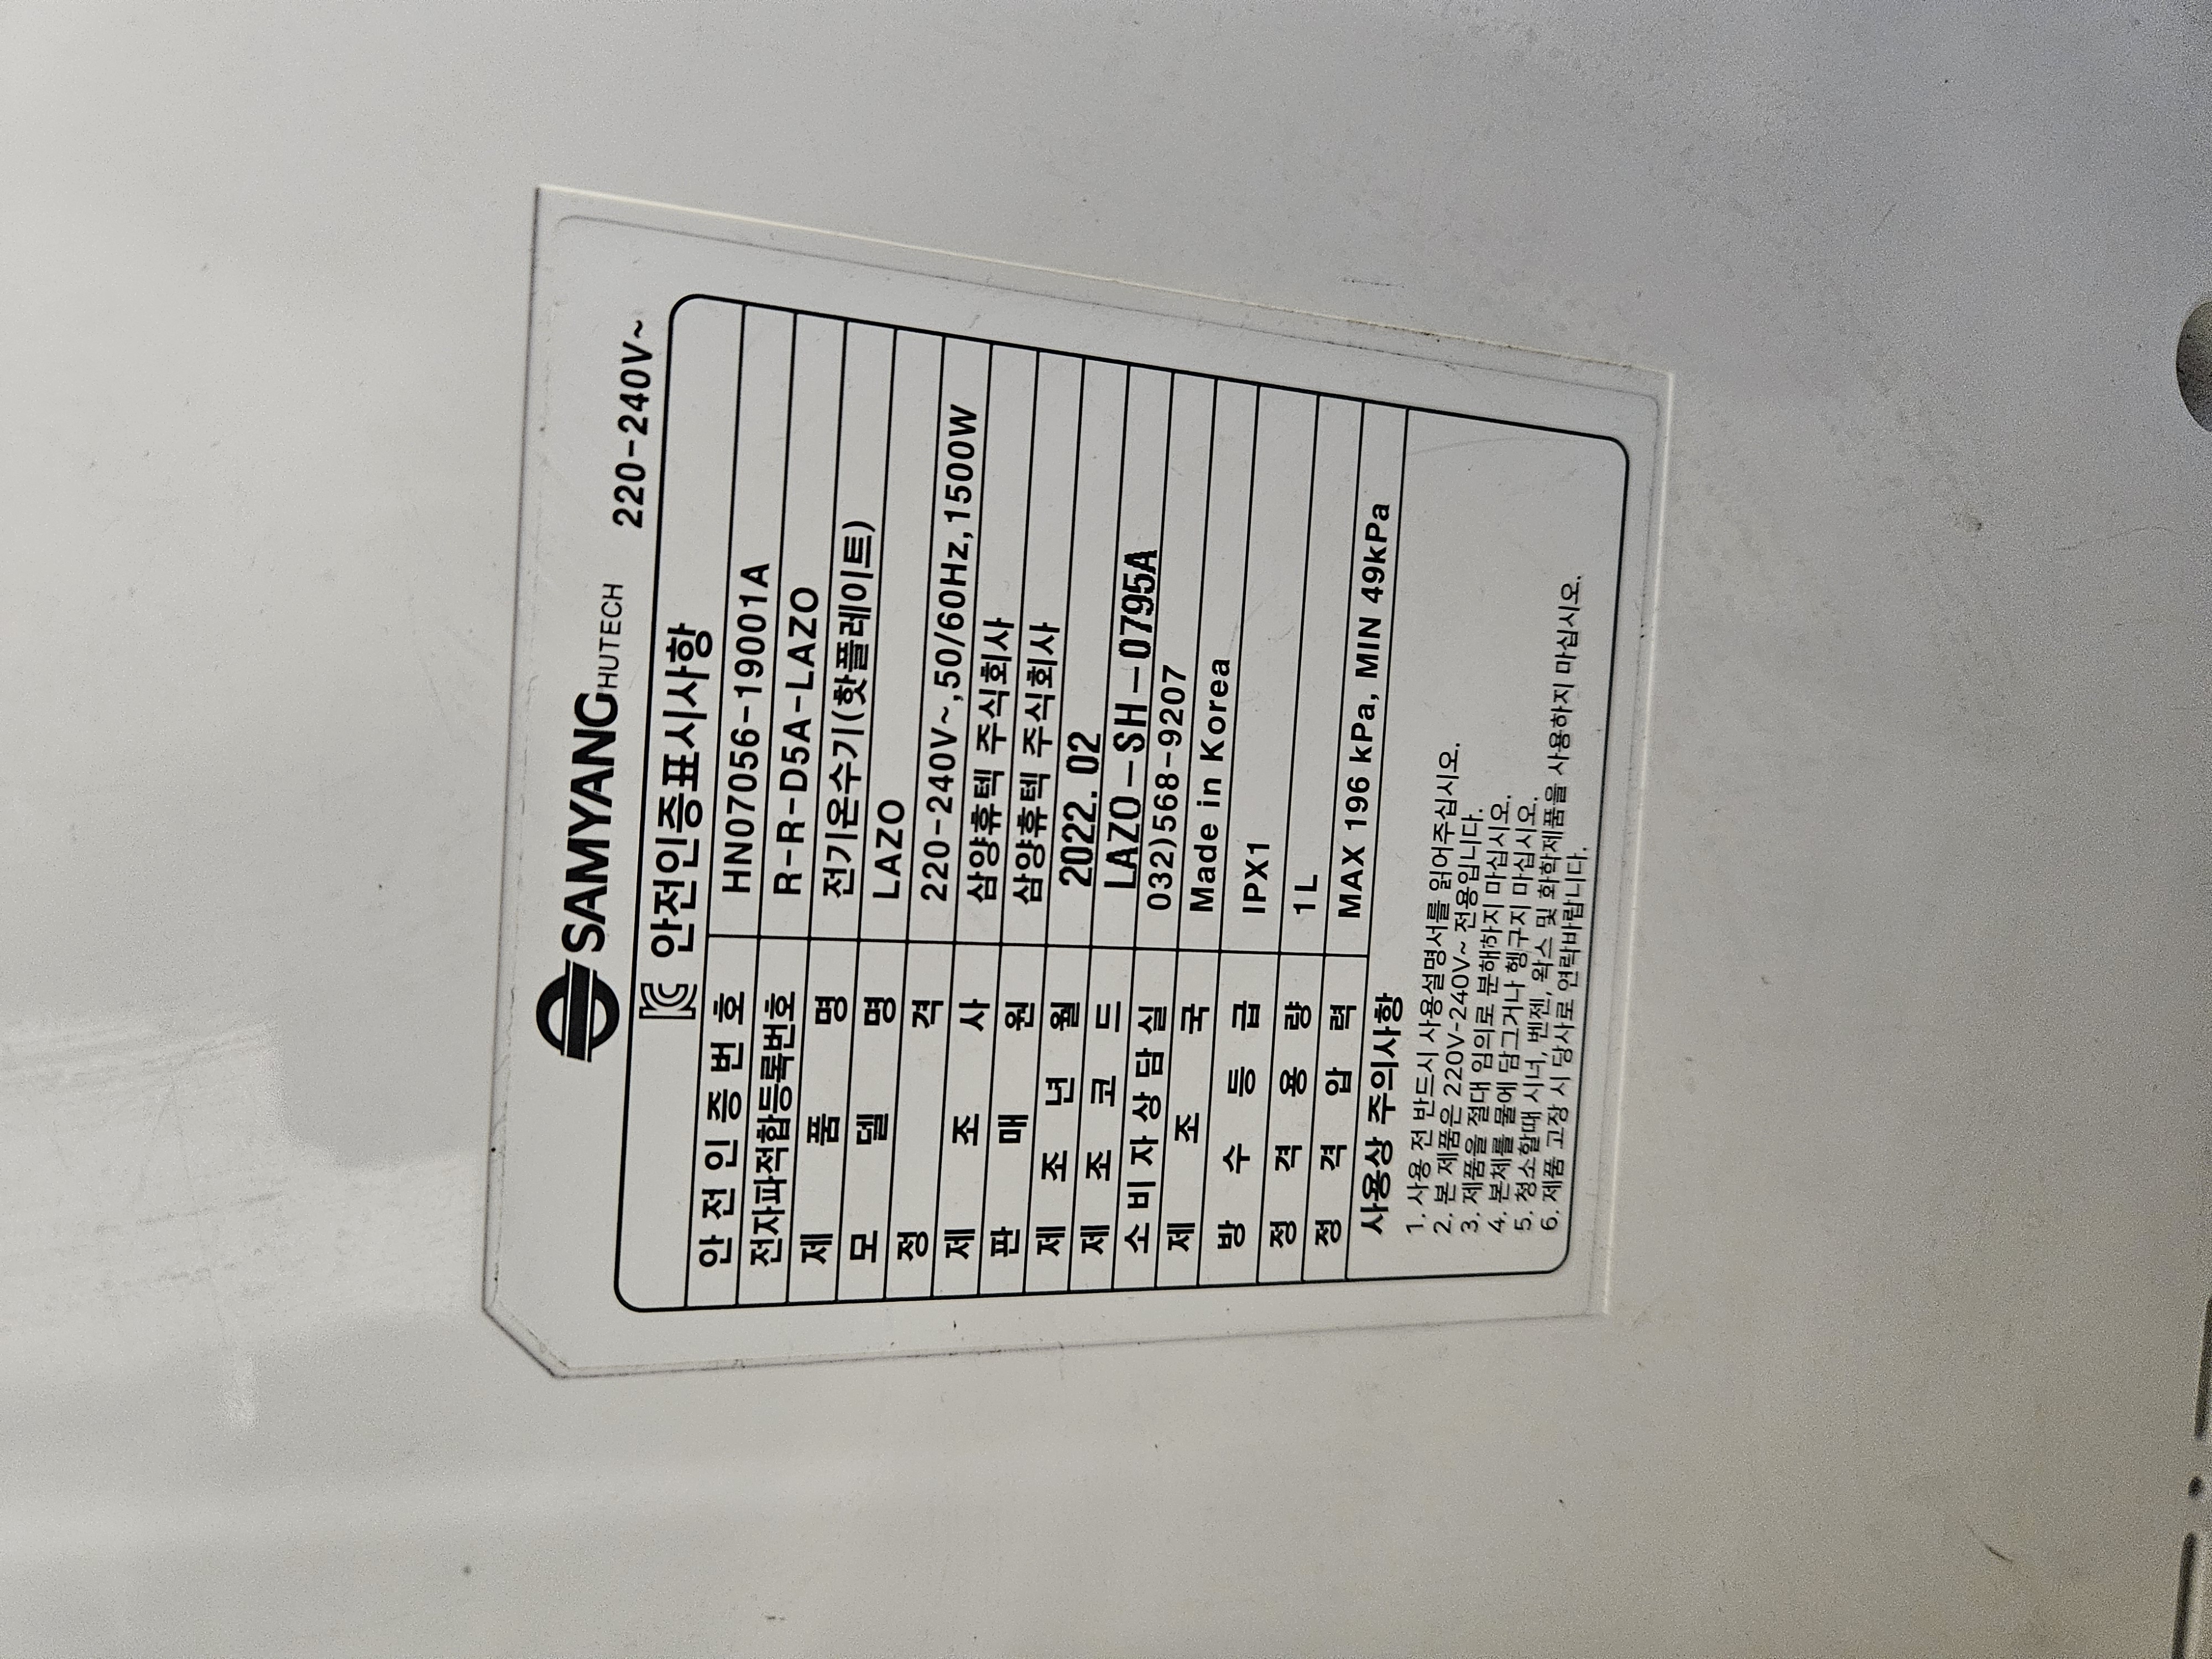 SAMYANG HUTECH 220-240V~
안전인증표시사항
안전인증번호 HN07056-19001A
전자파적합등록번호 R-R-D5A-LAZO
제품명 전기온수기(핫플레이트)
모델명 LAZO
정격 220-240V~,50/60Hz,1500W
제조사 삼양휴텍 주식회사
판매원 삼양휴텍 주식회사
제조년월 2022. 02
제조코드 LAZO-SH-0795A
소비자상담실 032)568-9207
제조국 Made in Korea
방수등급 IPX1
정격용량 1L
정격압력 MAX 196 kPa, MIN 49kPa
사용상 주의사항
1. 사용 전 반드시 사용설명서를 읽어주십시오.
2. 본 제품은 220V-240V~ 전용입니다.
3. 제품을 절대 임의로 분해하지 마십시오.
4. 본체를 물에 담그거나 헹구지 마십시오.
5. 청소할때 시너, 벤젠, 왁스 및 화학제품을 사용하지 마십시오.
6. 제품 고장 시 당사로 연락바랍니다.